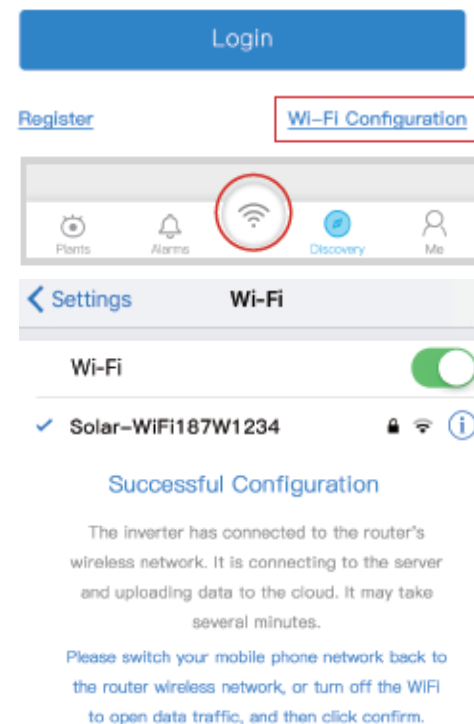 Login
Register Wi-Fi Configuration
Plants Alarms Discovery Me
Settings Wi-Fi
Wi-Fi
Solar-WiFi187W1234
Successful Configuration
The inverter has connected to the router's
wireless network. It is connecting to the server
and uploading data to the cloud. It may take
several minutes.
Please switch your mobile phone network back to
the router wireless network, or turn off the WiFi
to open data traffic, and then click confirm.